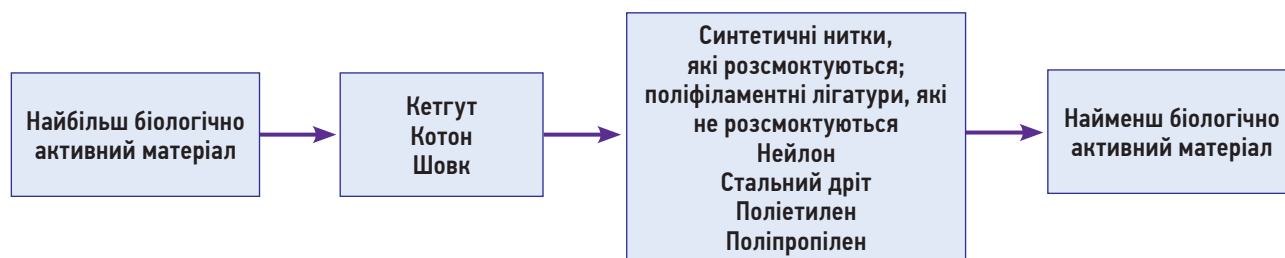 Найбільш біологічно
активний матеріал
Кетгут
Котон
Шовк
Синтетичні нитки,
які розсмоктуються;
поліфіламентні лігатури, які
не розсмоктуються
Нейлон
Стальний дріт
Поліетилен
Поліпропілен
Найменш біологічно
активний матеріал